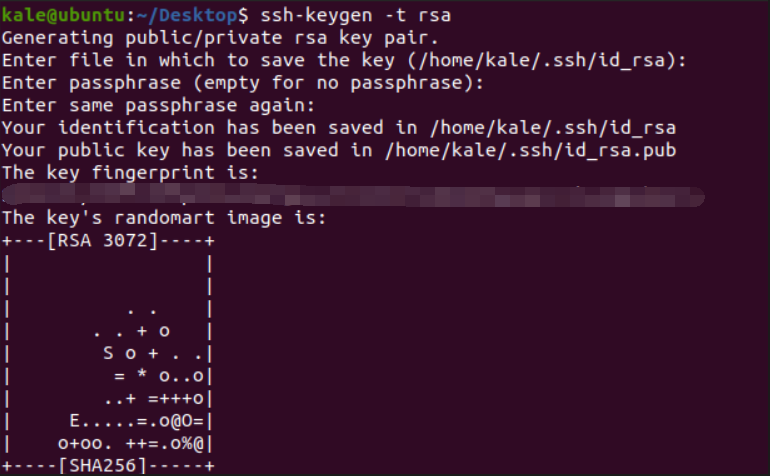 kale@ubuntu:~/Desktop$ ssh-keygen -t rsa
Generating public/private rsa key pair.
Enter file in which to save the key (/home/kale/.ssh/id_rsa):
Enter passphrase (empty for no passphrase):
Enter same passphrase again:
Your identification has been saved in /home/kale/.ssh/id_rsa
Your public key has been saved in /home/kale/.ssh/id_rsa.pub
The key fingerprint is:
The key's randomart image is:
+---[RSA 3072]----+
|                 |
|                 |
|          . .    |
|       . . + o   |
|        S o + . .|
|         = * o..o|
|        ..+ =+++o|
|     E.....=.o@O=|
|    o+oo. ++=.o%@|
+----[SHA256]-----+